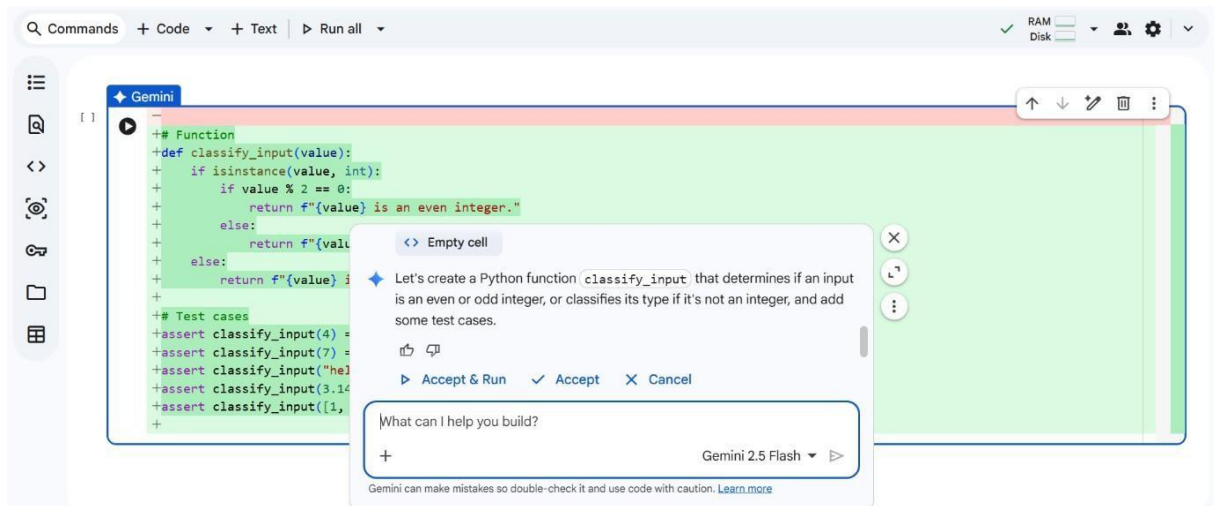 Commands + Code + Text Run all
RAM
Disk
Gemini
[ ]
-
+# Function
+def classify_input(value):
+    if isinstance(value, int):
+        if value % 2 == 0:
+            return f"{value} is an even integer."
+        else:
+            return f"{valu
+    else:
+        return f"{value} i
+
+# Test cases
+assert classify_input(4) =
+assert classify_input(7) =
+assert classify_input("hel
+assert classify_input(3.14
+assert classify_input([1,
+
<> Empty cell
Let's create a Python function classify_input that determines if an input
is an even or odd integer, or classifies its type if it's not an integer, and add
some test cases.
Accept & Run Accept Cancel
What can I help you build?
+ Gemini 2.5 Flash
Gemini can make mistakes so double-check it and use code with caution. Learn more